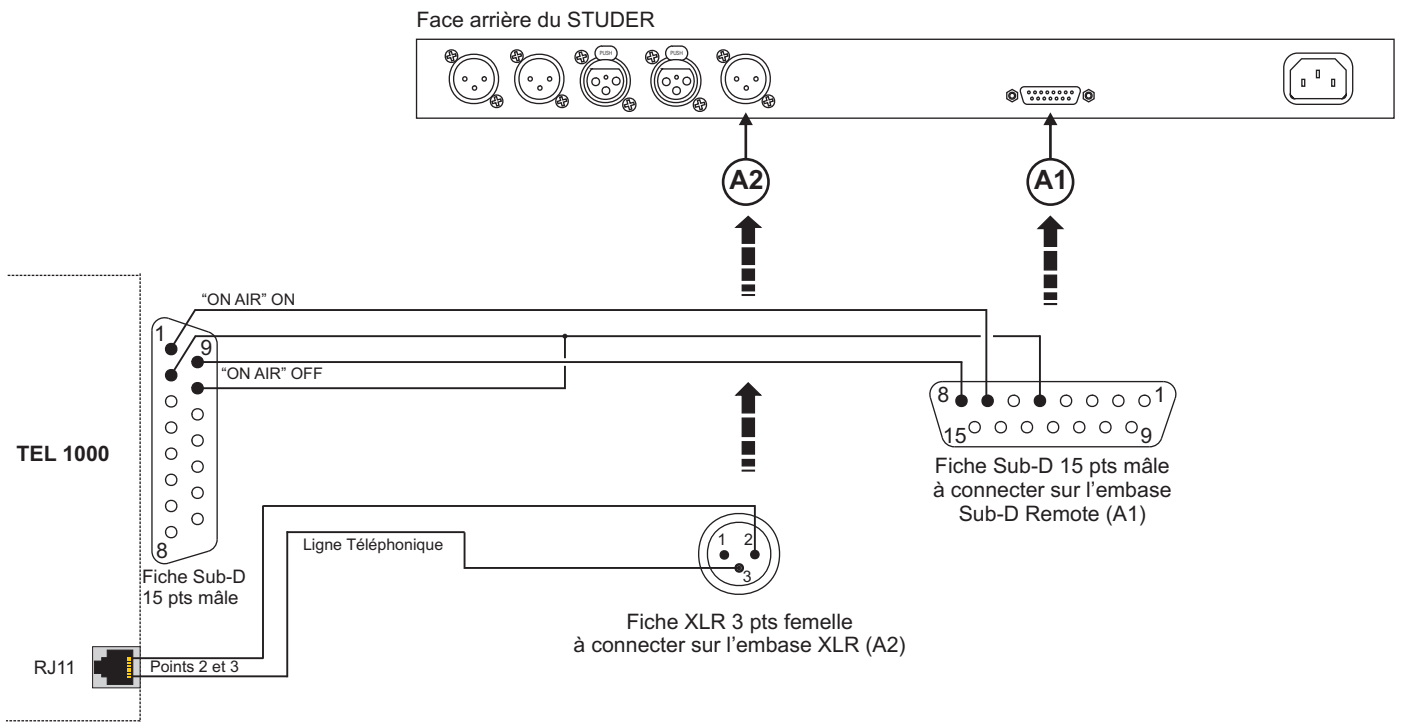 Face arrière du STUDER
PUSH
PUSH
A2
A1
“ON AIR” ON
1
9
“ON AIR” OFF
TEL 1000
8
1
15
9
Fiche Sub-D 15 pts mâle
à connecter sur l’embase
Sub-D Remote (A1)
8
Fiche Sub-D
15 pts mâle
Ligne Téléphonique
1
2
3
Fiche XLR 3 pts femelle
à connecter sur l’embase XLR (A2)
RJ11
Points 2 et 3